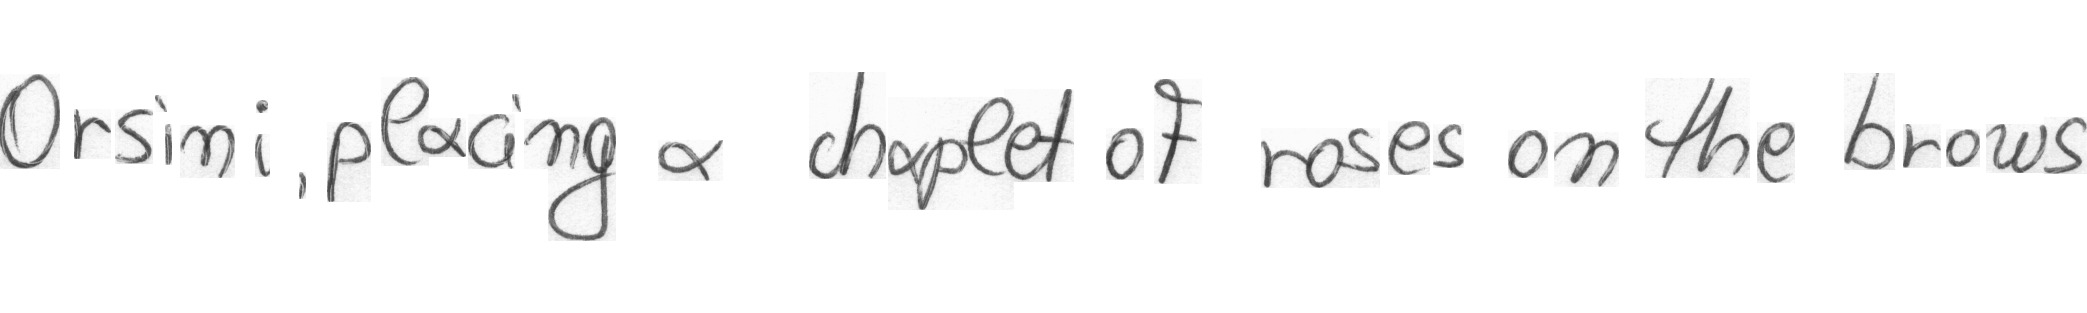 Orsini, placing a chaplet of roses on the brows